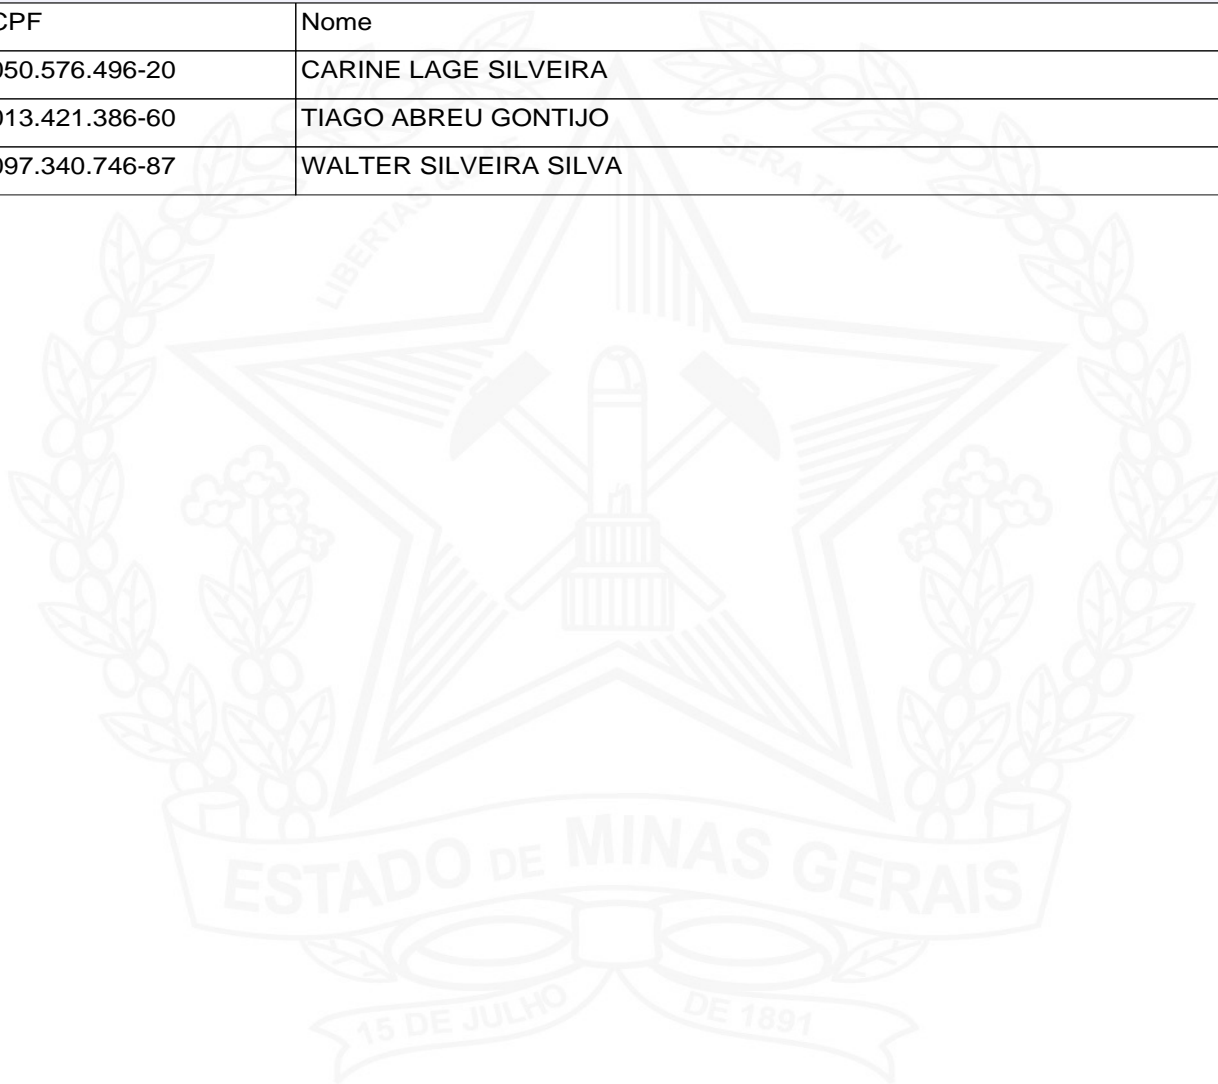 CPF Nome
050.576.496-20 CARINE LAGE SILVEIRA
013.421.386-60 TIAGO ABREU GONTIJO
097.340.746-87 WALTER SILVEIRA SILVA
LIBERTAS QUÆ SERA TAMEN
ESTADO DE MINAS GERAIS
15 DE JULHO DE 1891